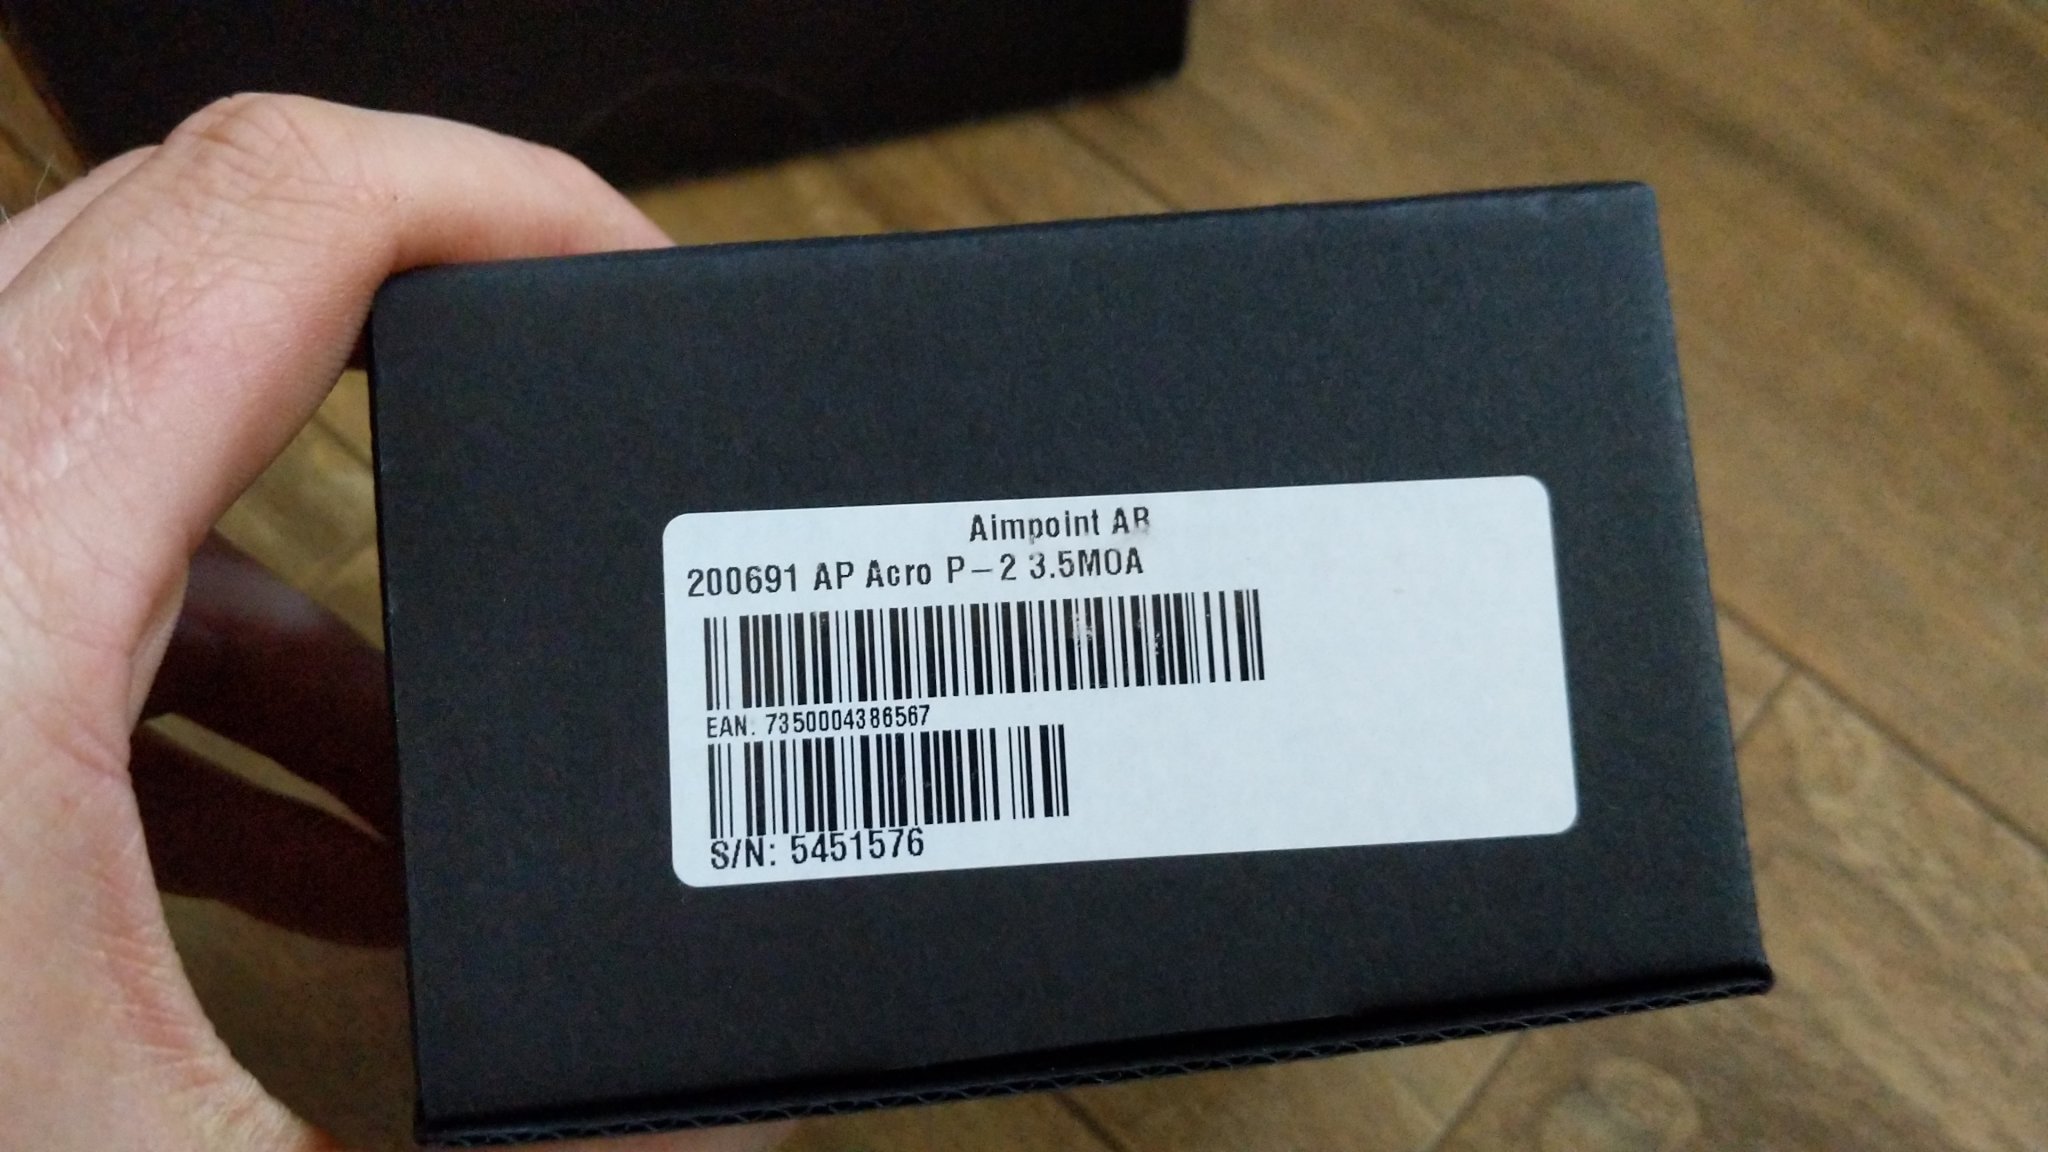 Aimpoint AB
200691 AP Acro P-2 3.5MOA
EAN: 7350004386567
S/N: 5451576